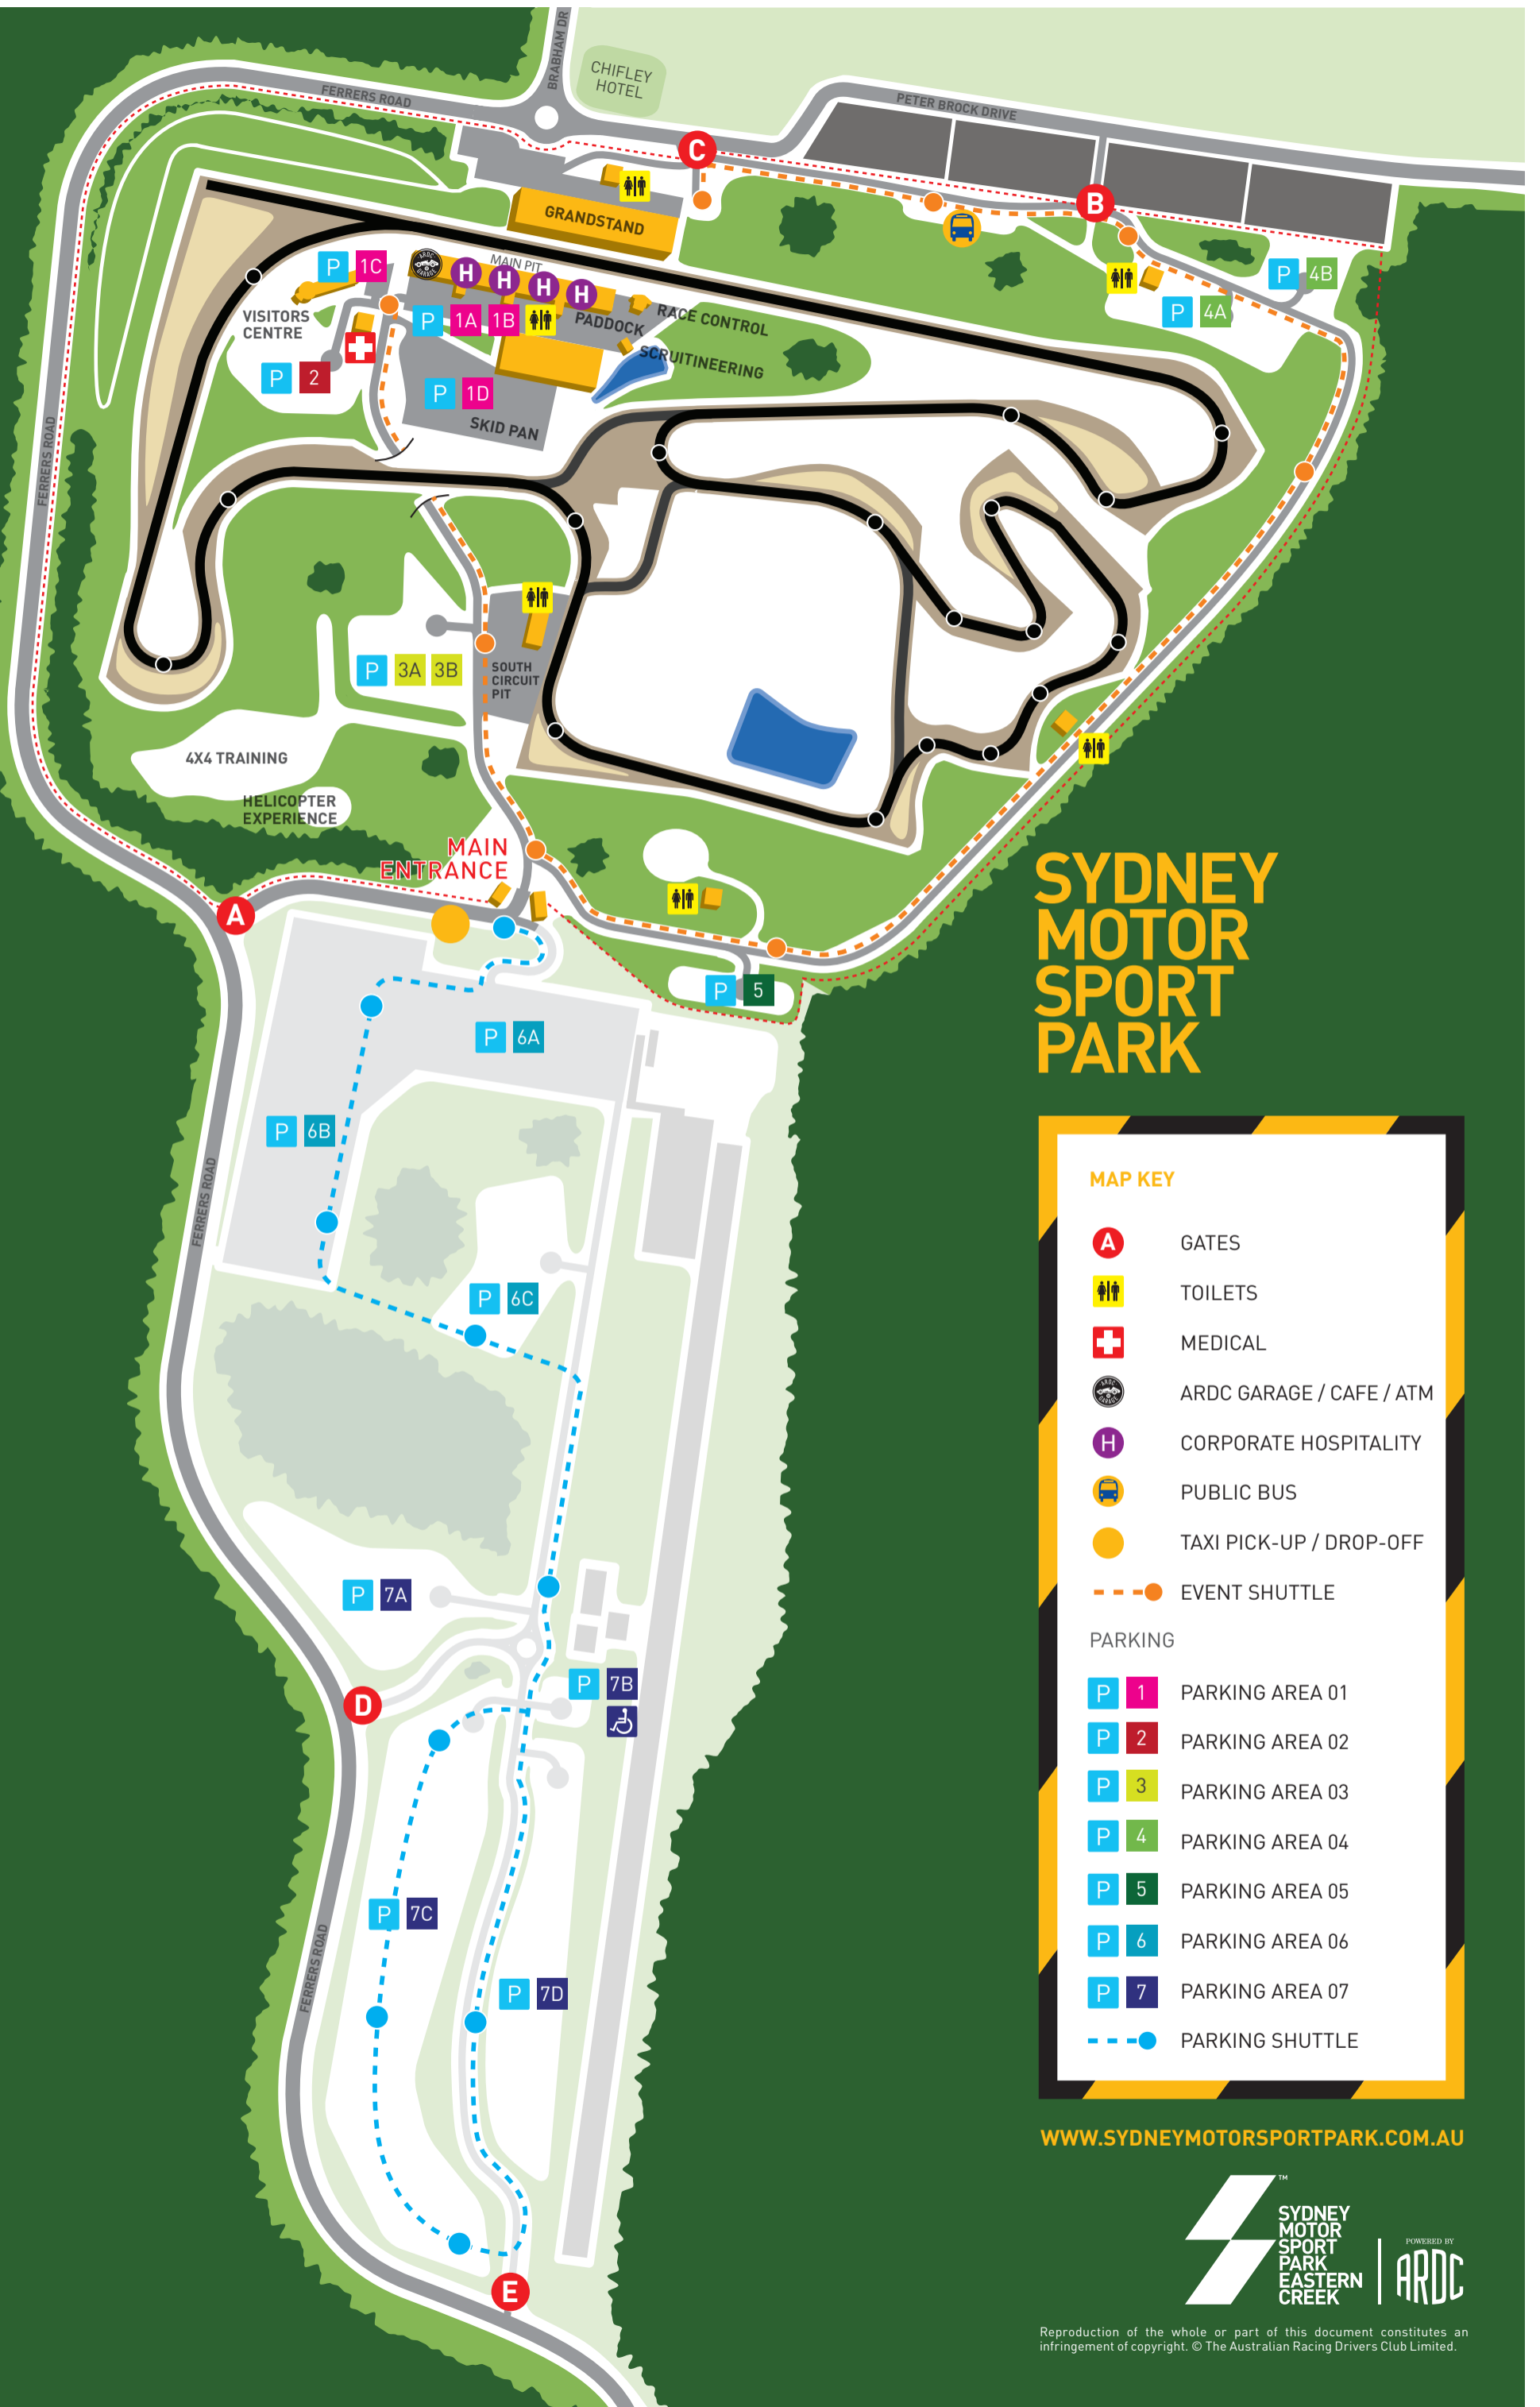 BRABHAM DR
CHIFLEY
HOTEL
FERRERS ROAD
PETER BROCK DRIVE
C
B
GRANDSTAND
P 4B
P 4A
ARDC
GARAGE
MAIN PIT
H H H H
P 1C
VISITORS
CENTRE
P 1A 1B
PADDOCK
RACE CONTROL
SCRUITINEERING
P 2
P 1D
SKID PAN
FERRERS ROAD
P 3A 3B
SOUTH
CIRCUIT
PIT
4X4 TRAINING
HELICOPTER
EXPERIENCE
MAIN
ENTRANCE
A
P 5
P 6A
P 6B
FERRERS ROAD
P 6C
P 7A
P 7B
D
P 7C
P 7D
FERRERS ROAD
E
SYDNEY
MOTOR
SPORT
PARK
MAP KEY
A GATES
TOILETS
MEDICAL
ARDC GARAGE ARDC GARAGE / CAFE / ATM
H CORPORATE HOSPITALITY
PUBLIC BUS
TAXI PICK-UP / DROP-OFF
EVENT SHUTTLE
PARKING
P 1 PARKING AREA 01
P 2 PARKING AREA 02
P 3 PARKING AREA 03
P 4 PARKING AREA 04
P 5 PARKING AREA 05
P 6 PARKING AREA 06
P 7 PARKING AREA 07
PARKING SHUTTLE
WWW.SYDNEYMOTORSPORTPARK.COM.AU
TM
SYDNEY
MOTOR
SPORT
PARK
EASTERN
CREEK
POWERED BY
ARDC
Reproduction of the whole or part of this document constitutes an
infringement of copyright. © The Australian Racing Drivers Club Limited.